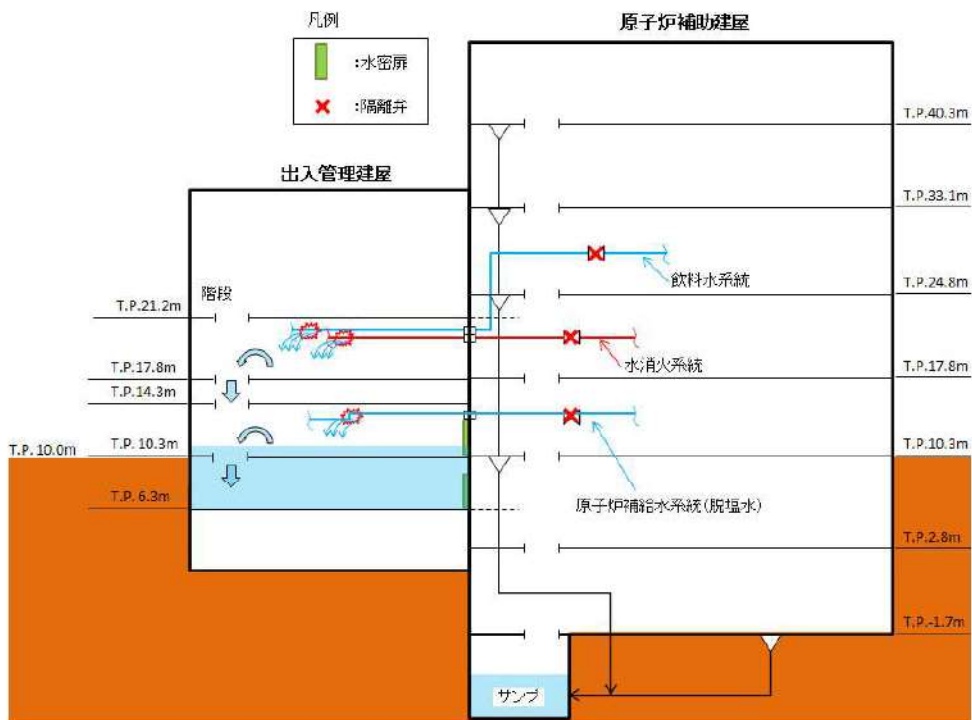 凡例
:水密扉
:隔離弁
原子炉補助建屋
出入管理建屋
T.P.40.3m
T.P.33.1m
飲料水系統
T.P.24.8m
階段
T.P.21.2m
水消火系統
T.P.17.8m
T.P.17.8m
T.P.14.3m
T.P. 10.0m
T.P. 10.3m
T.P.10.3m
T.P. 6.3m
原子炉補給水系統(脱塩水)
T.P.2.8m
T.P.-1.7m
サンプ